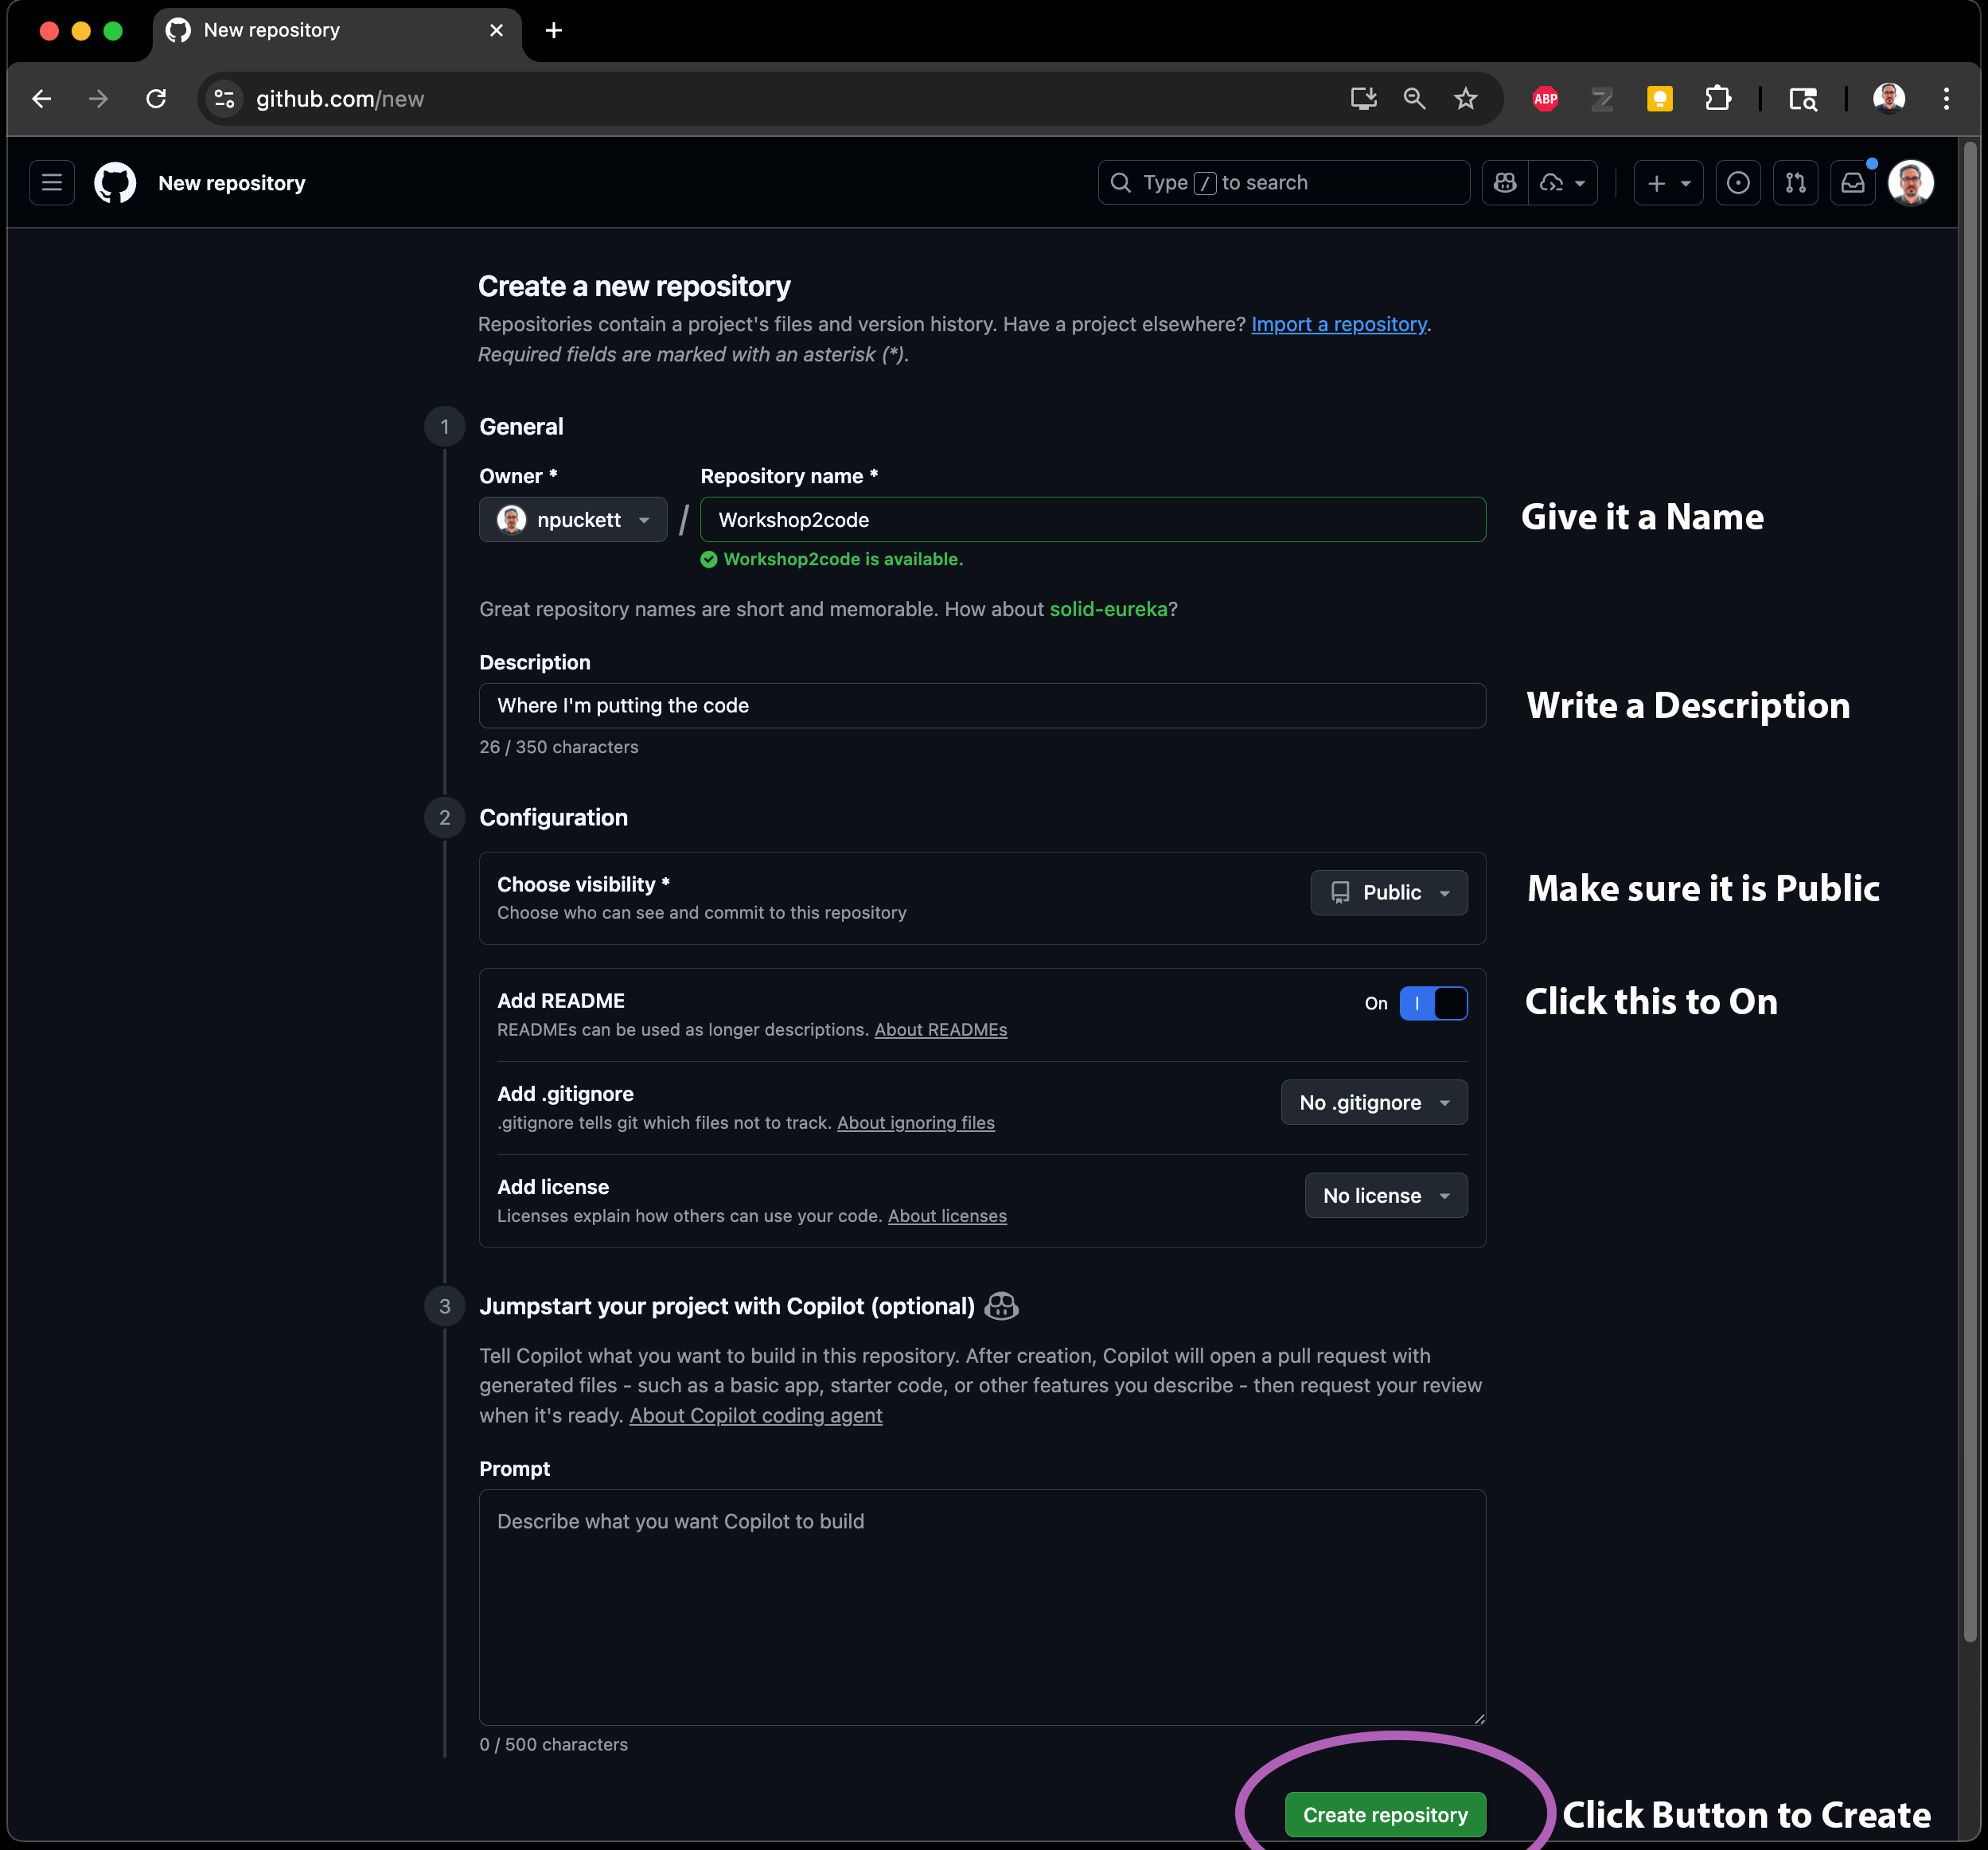 New repository
github.com/new
ABP
New repository
Type / to search
Create a new repository
Repositories contain a project's files and version history. Have a project elsewhere? Import a repository.
Required fields are marked with an asterisk (*).
1 General
Owner *
Repository name *
npuckett / Workshop2code
Give it a Name
Workshop2code is available.
Great repository names are short and memorable. How about solid-eureka?
Description
Where I'm putting the code
Write a Description
26 / 350 characters
2 Configuration
Choose visibility *
Choose who can see and commit to this repository
Public
Make sure it is Public
Add README
READMEs can be used as longer descriptions. About READMEs
On
Click this to On
Add .gitignore
.gitignore tells git which files not to track. About ignoring files
No .gitignore
Add license
Licenses explain how others can use your code. About licenses
No license
3 Jumpstart your project with Copilot (optional)
Tell Copilot what you want to build in this repository. After creation, Copilot will open a pull request with
generated files - such as a basic app, starter code, or other features you describe - then request your review
when it's ready. About Copilot coding agent
Prompt
Describe what you want Copilot to build
0 / 500 characters
Create repository
Click Button to Create